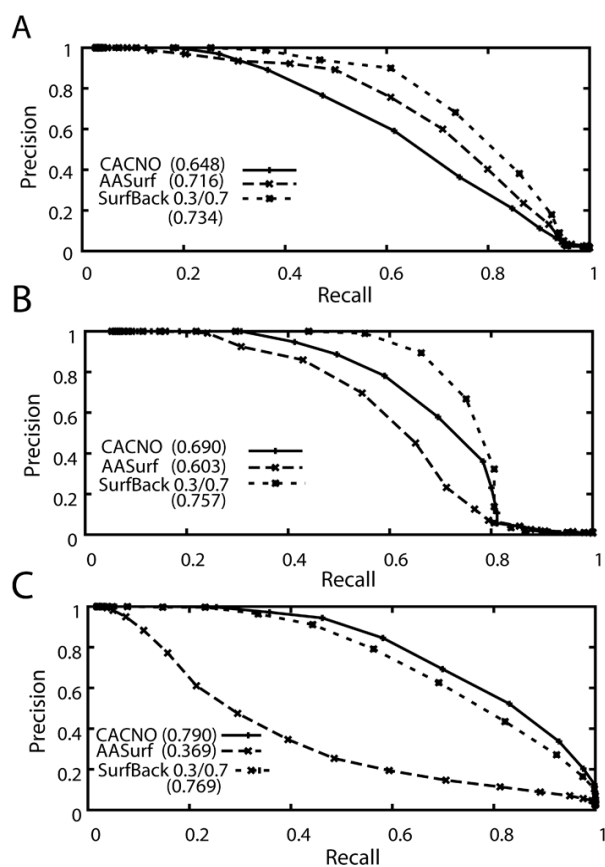 A
1
0.8
0.6
0.4
0.2
0
Precision
CACNO (0.648)
AASurf (0.716)
SurfBack 0.3/0.7
(0.734)
0 0.2 0.4 0.6 0.8 1
Recall
B
1
0.8
0.6
0.4
0.2
0
Precision
CACNO (0.690)
AASurf (0.603)
SurfBack 0.3/0.7
(0.757)
0 0.2 0.4 0.6 0.8 1
Recall
C
1
0.8
0.6
0.4
0.2
0
Precision
CACNO (0.790)
AASurf (0.369)
SurfBack 0.3/0.7
(0.769)
0 0.2 0.4 0.6 0.8 1
Recall